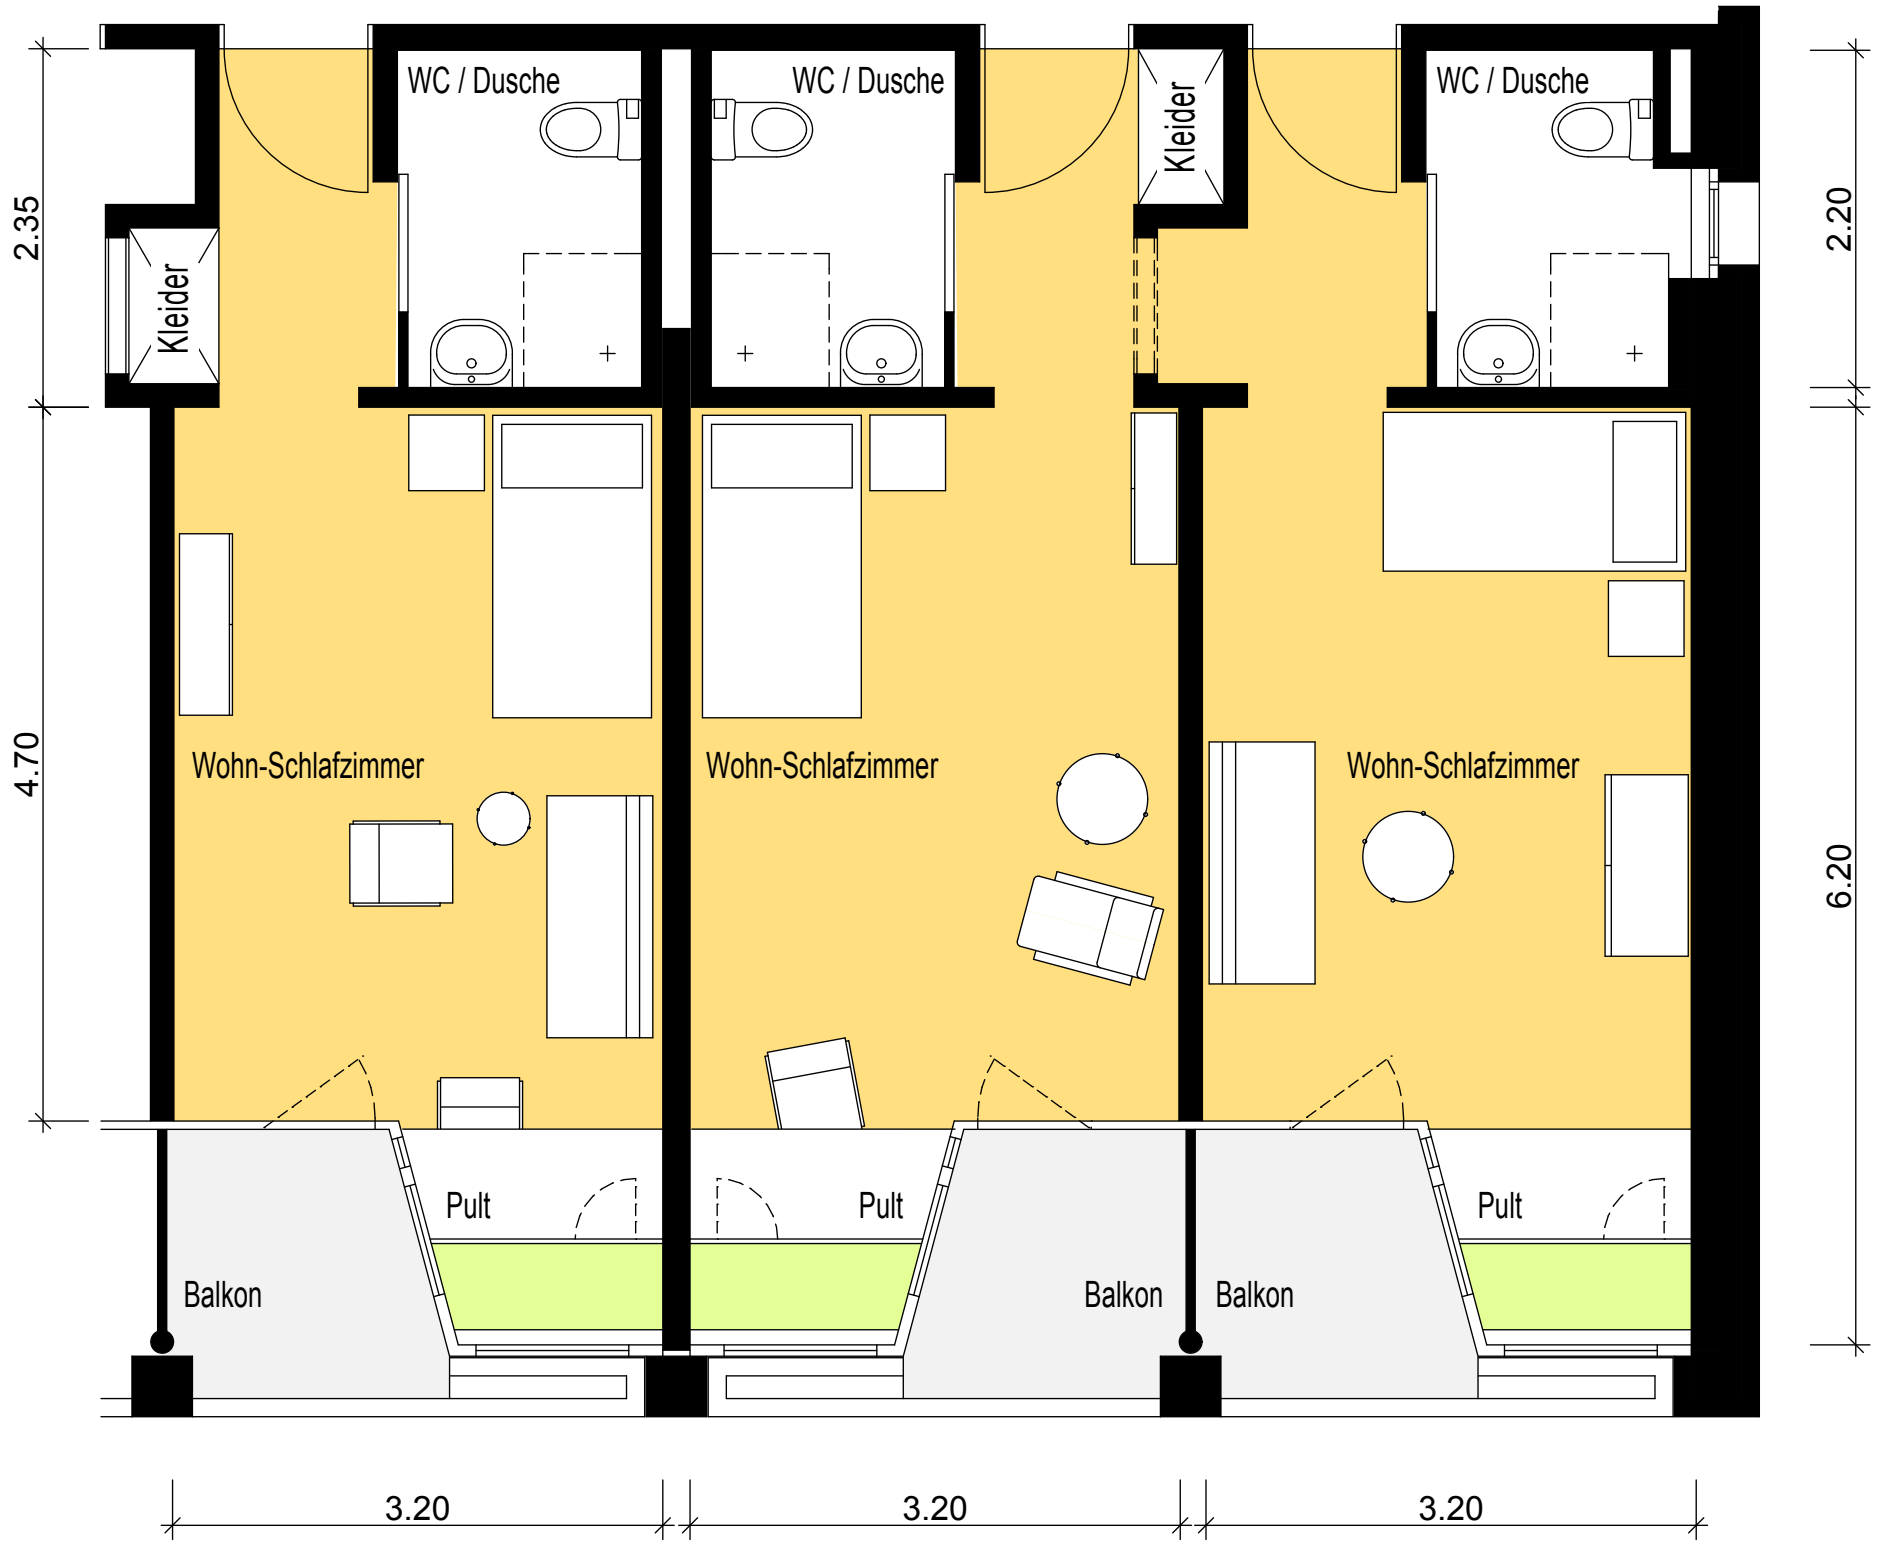 WC / Dusche
WC / Dusche
WC / Dusche
Kleider
Kleider
2.35
2.20
4.70
6.20
Wohn-Schlafzimmer
Wohn-Schlafzimmer
Wohn-Schlafzimmer
Pult
Pult
Pult
Balkon
Balkon
Balkon
3.20
3.20
3.20